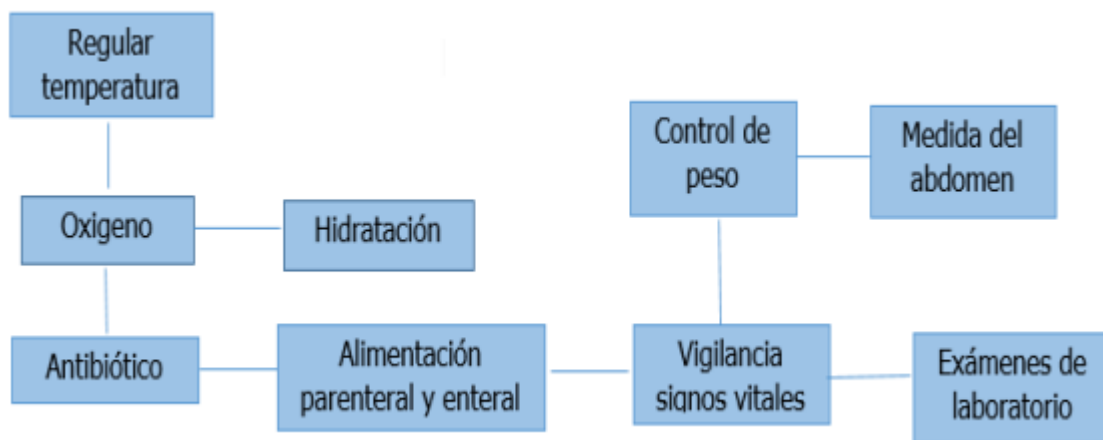 Regular
temperatura
Control de
peso
Medida del
abdomen
Oxigeno
Hidratación
Antibiótico
Alimentación
parenteral y enteral
Vigilancia
signos vitales
Exámenes de
laboratorio